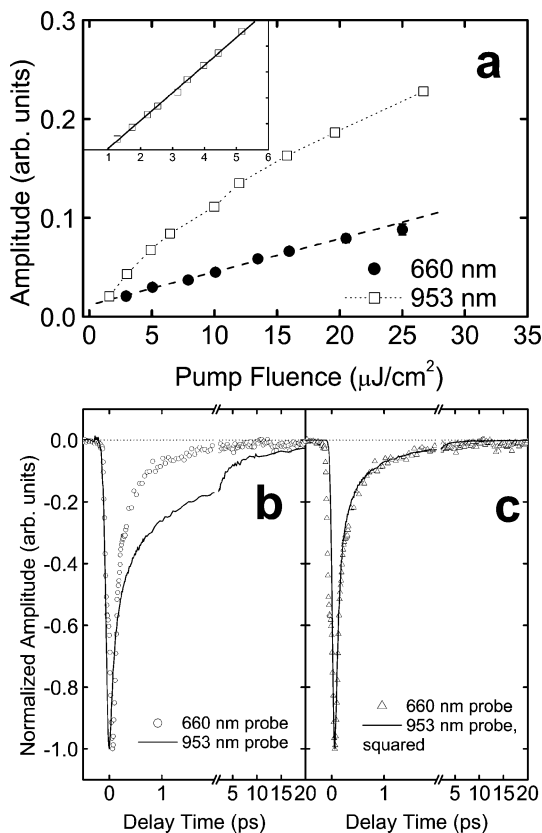 0.3
0.2
0.1
0.0
Amplitude (arb. units)
1 2 3 4 5 6
a
660 nm
953 nm
0 5 10 15 20 25 30 35
Pump Fluence (μJ/cm²)
0.0
-0.2
-0.4
-0.6
-0.8
-1.0
Normalized Amplitude (arb. units)
b
660 nm probe
953 nm probe
c
660 nm probe
953 nm probe,
squared
0 1 5 10 15 20
0 1 5 10 15 20
Delay Time (ps)
Delay Time (ps)